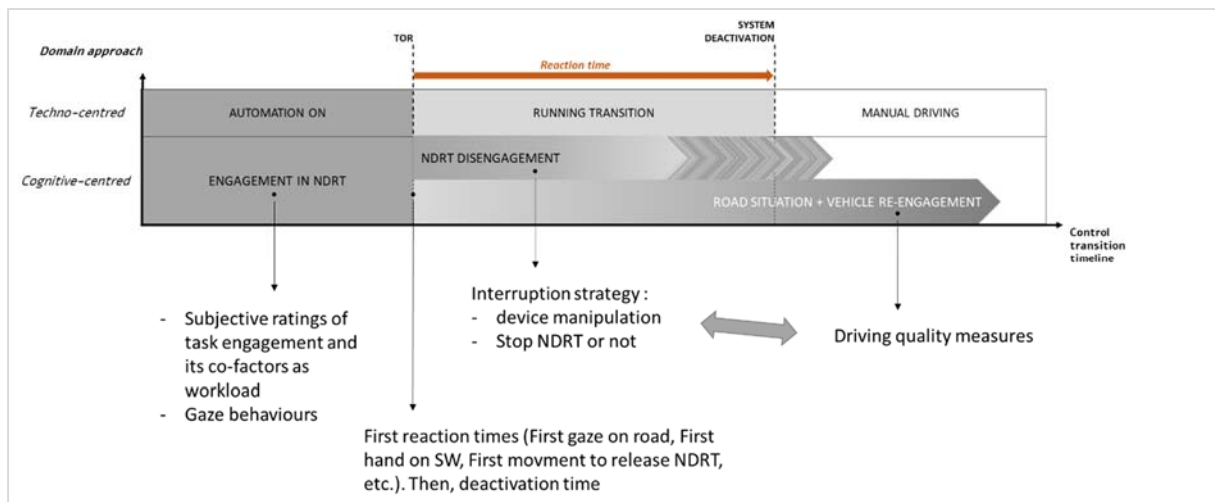 SYSTEM
DEACTIVATION
TOR
Domain approach
Reaction time
Techno-centred
AUTOMATION ON
RUNNING TRANSITION
MANUAL DRIVING
NDRT DISENGAGEMENT
Cognitive-centred
ENGAGEMENT IN NDRT
ROAD SITUATION + VEHICLE RE-ENGAGEMENT
Control
transition
timeline
- Subjective ratings of
task engagement and
its co-factors as
workload
- Gaze behaviours
Interruption strategy :
- device manipulation
- Stop NDRT or not
Driving quality measures
First reaction times (First gaze on road, First
hand on SW, First movment to release NDRT,
etc.). Then, deactivation time